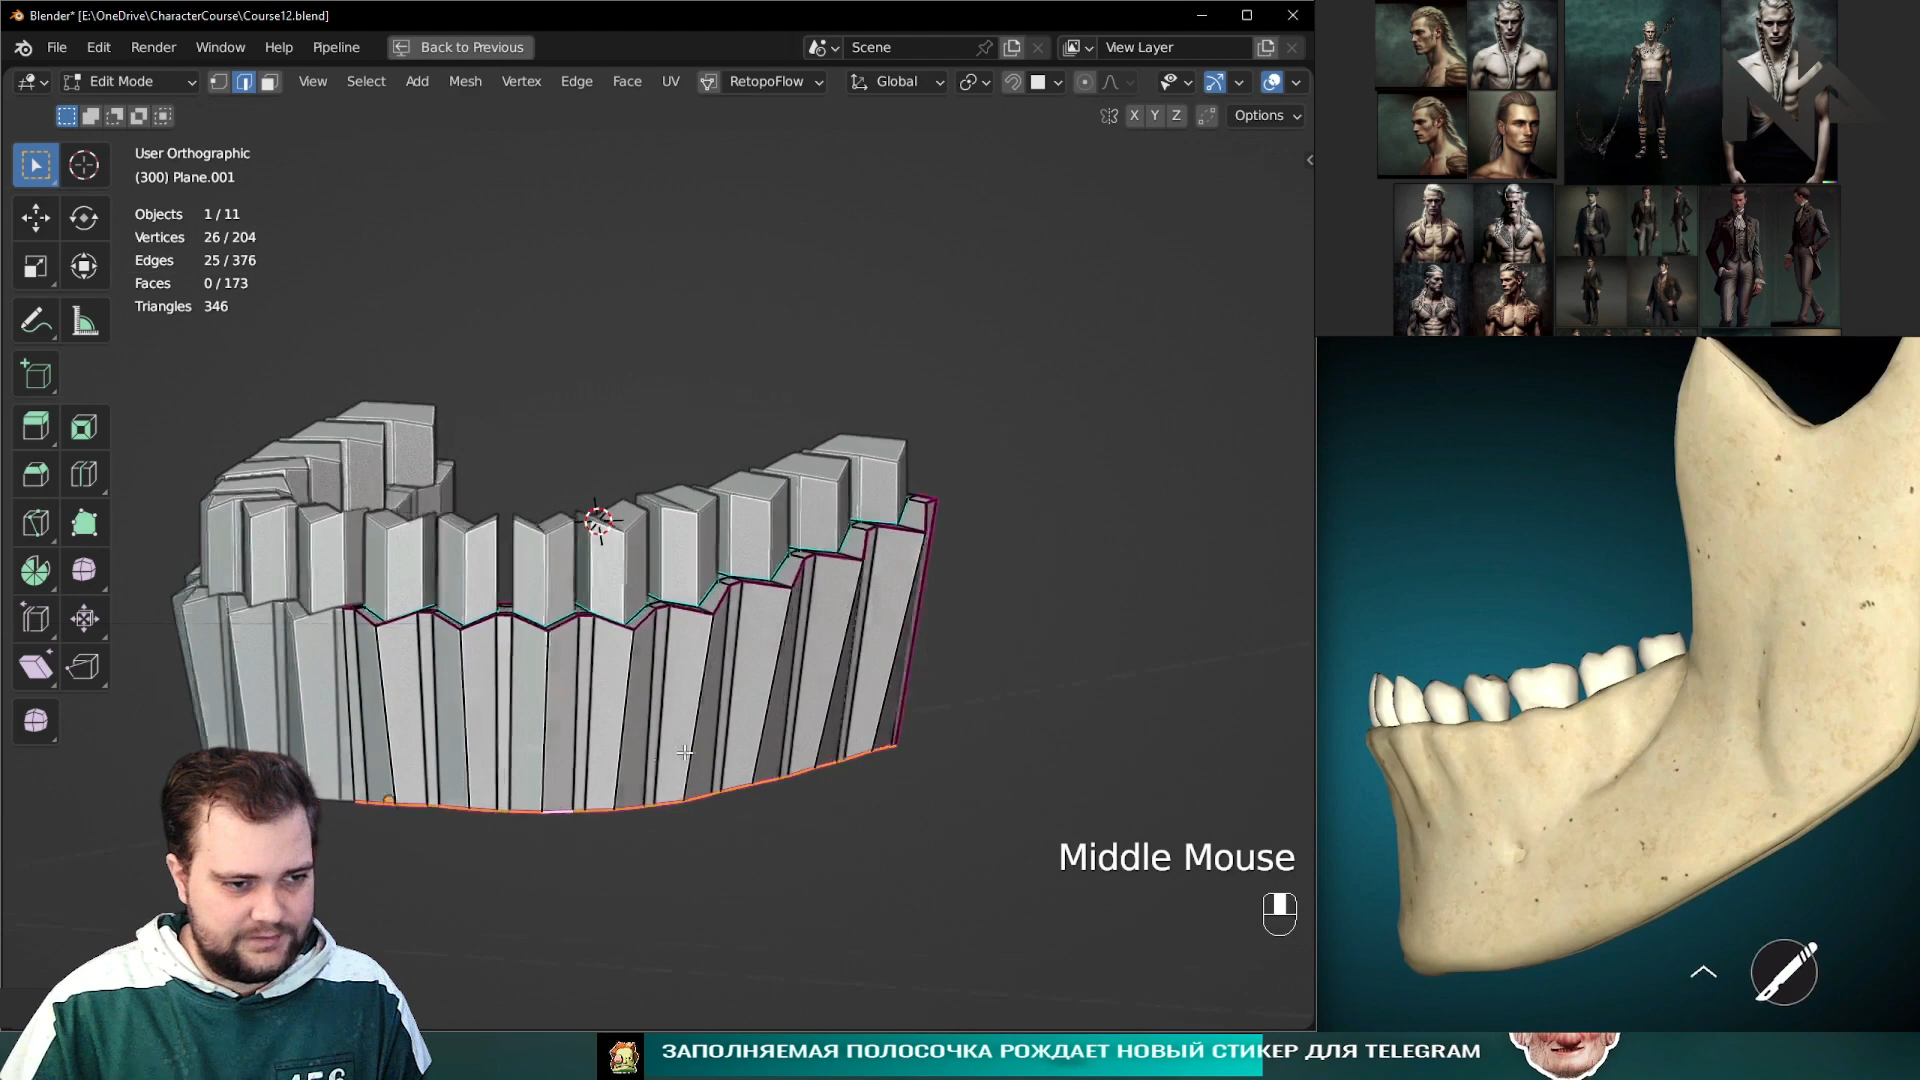 Blender* [E:\OneDrive\CharacterCourse\Course12.blend]
File Edit Render Window Help Pipeline Back to Previous Scene View Layer
Edit Mode View Select Add Mesh Vertex Edge Face UV RetopoFlow Global
X Y Z Options
User Orthographic
(300) Plane.001
Objects 1 / 11
Vertices 26 / 204
Edges 25 / 376
Faces 0 / 173
Triangles 346
Middle Mouse
ЗАПОЛНЯЕМАЯ ПОЛОСОЧКА РОЖДАЕТ НОВЫЙ СТИКЕР ДЛЯ TELEGRAM